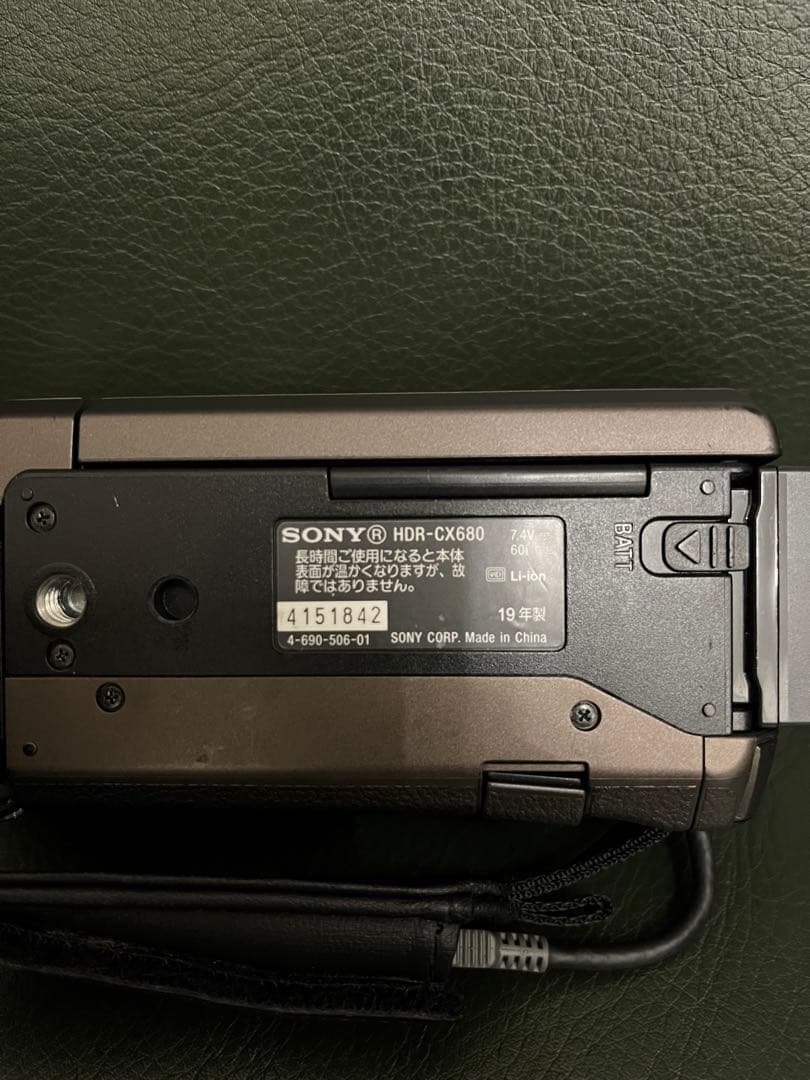 SONY® HDR-CX680 7.4V
60i
長時間ご使用になると本体
表面が温かくなりますが、故
障ではありません。
Li-ion
4151842 19年製
4-690-506-01 SONY CORP. Made in China
BATT